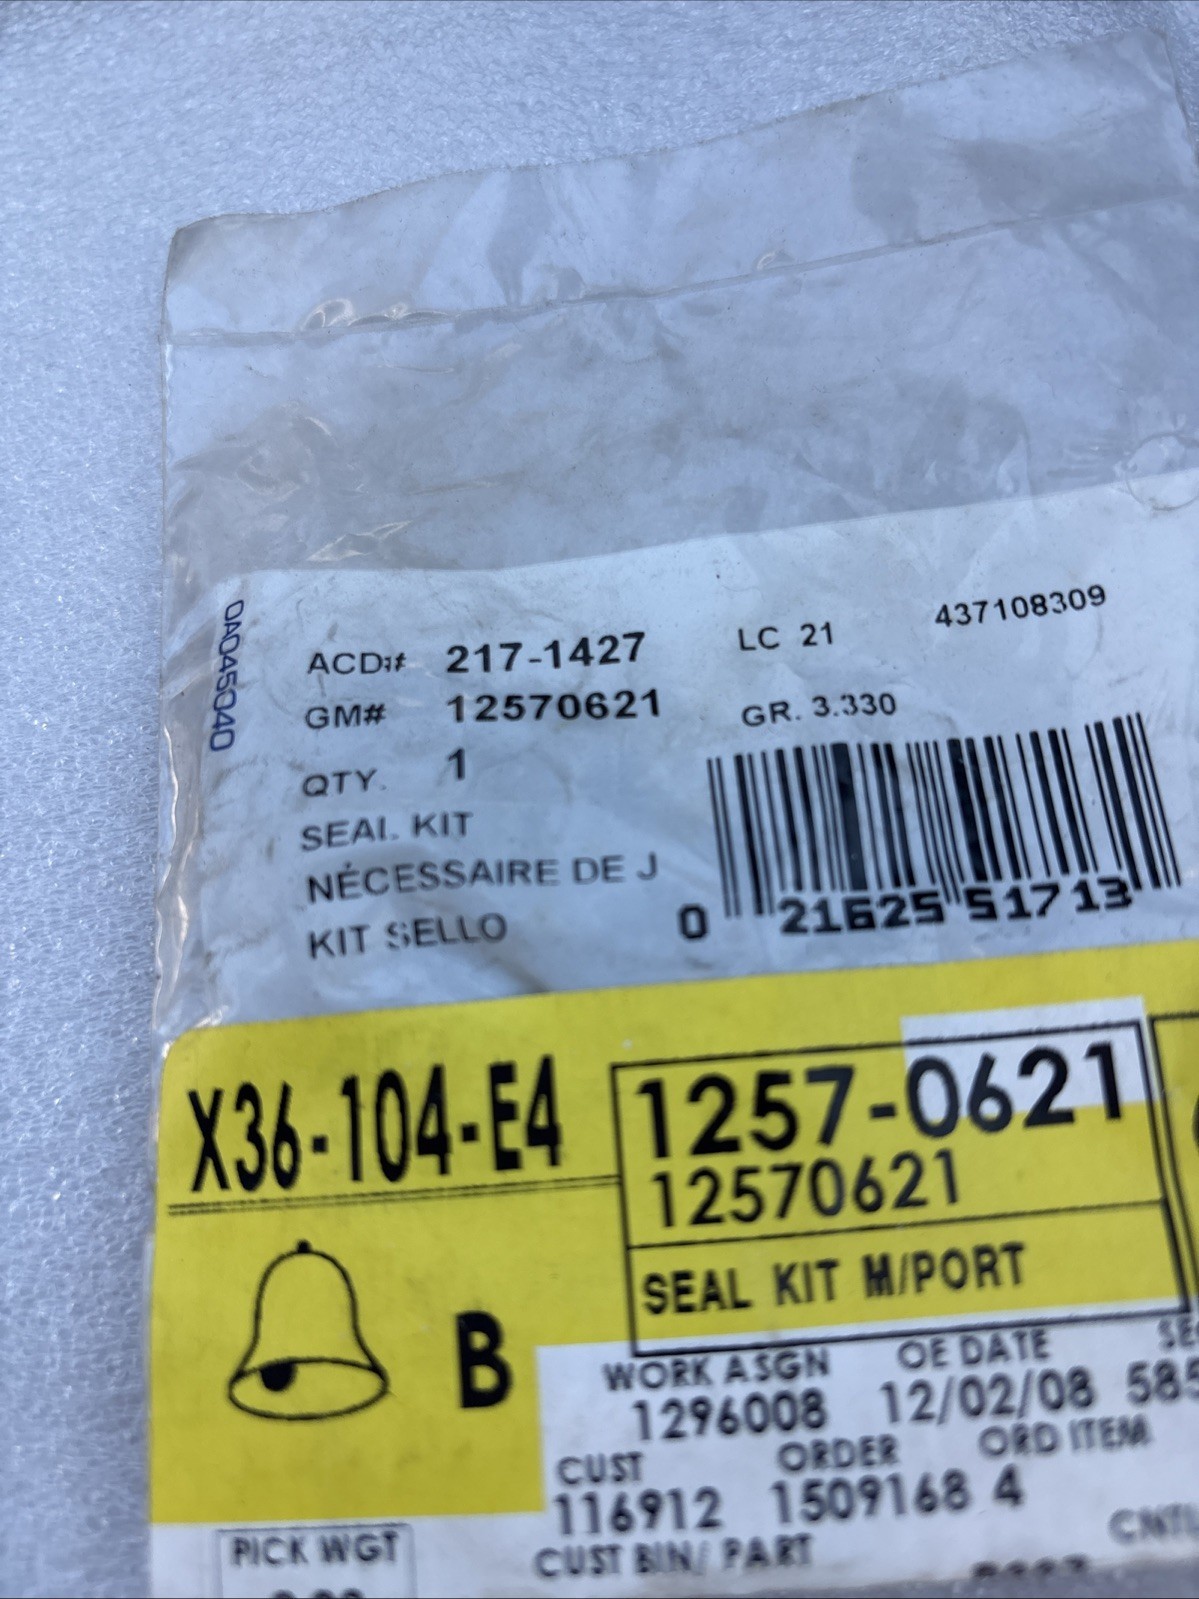 0A045040
ACD# 217-1427 LC 21 437108309
GM# 12570621 GR. 3.330
QTY. 1
SEAL KIT
NÉCESSAIRE DE J
KIT SELLO
0 21625 51713
X36-104-E4
1257-0621
12570621
SEAL KIT M/PORT
B
WORK ASGN OE DATE SE
1296008 12/02/08 585
CUST ORDER ORD ITEM
116912 1509168 4
PICK WGT CUST BIN/ PART